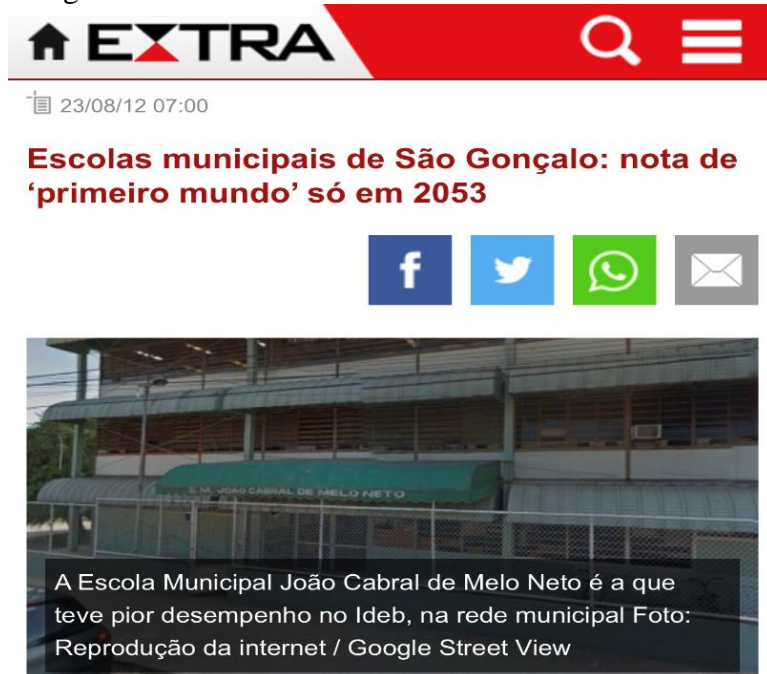 EXTRA
23/08/12 07:00
Escolas municipais de São Gonçalo: nota de
‘primeiro mundo’ só em 2053
E.M. JOÃO CABRAL DE MELO NETO
A Escola Municipal João Cabral de Melo Neto é a que
teve pior desempenho no Ideb, na rede municipal Foto:
Reprodução da internet / Google Street View